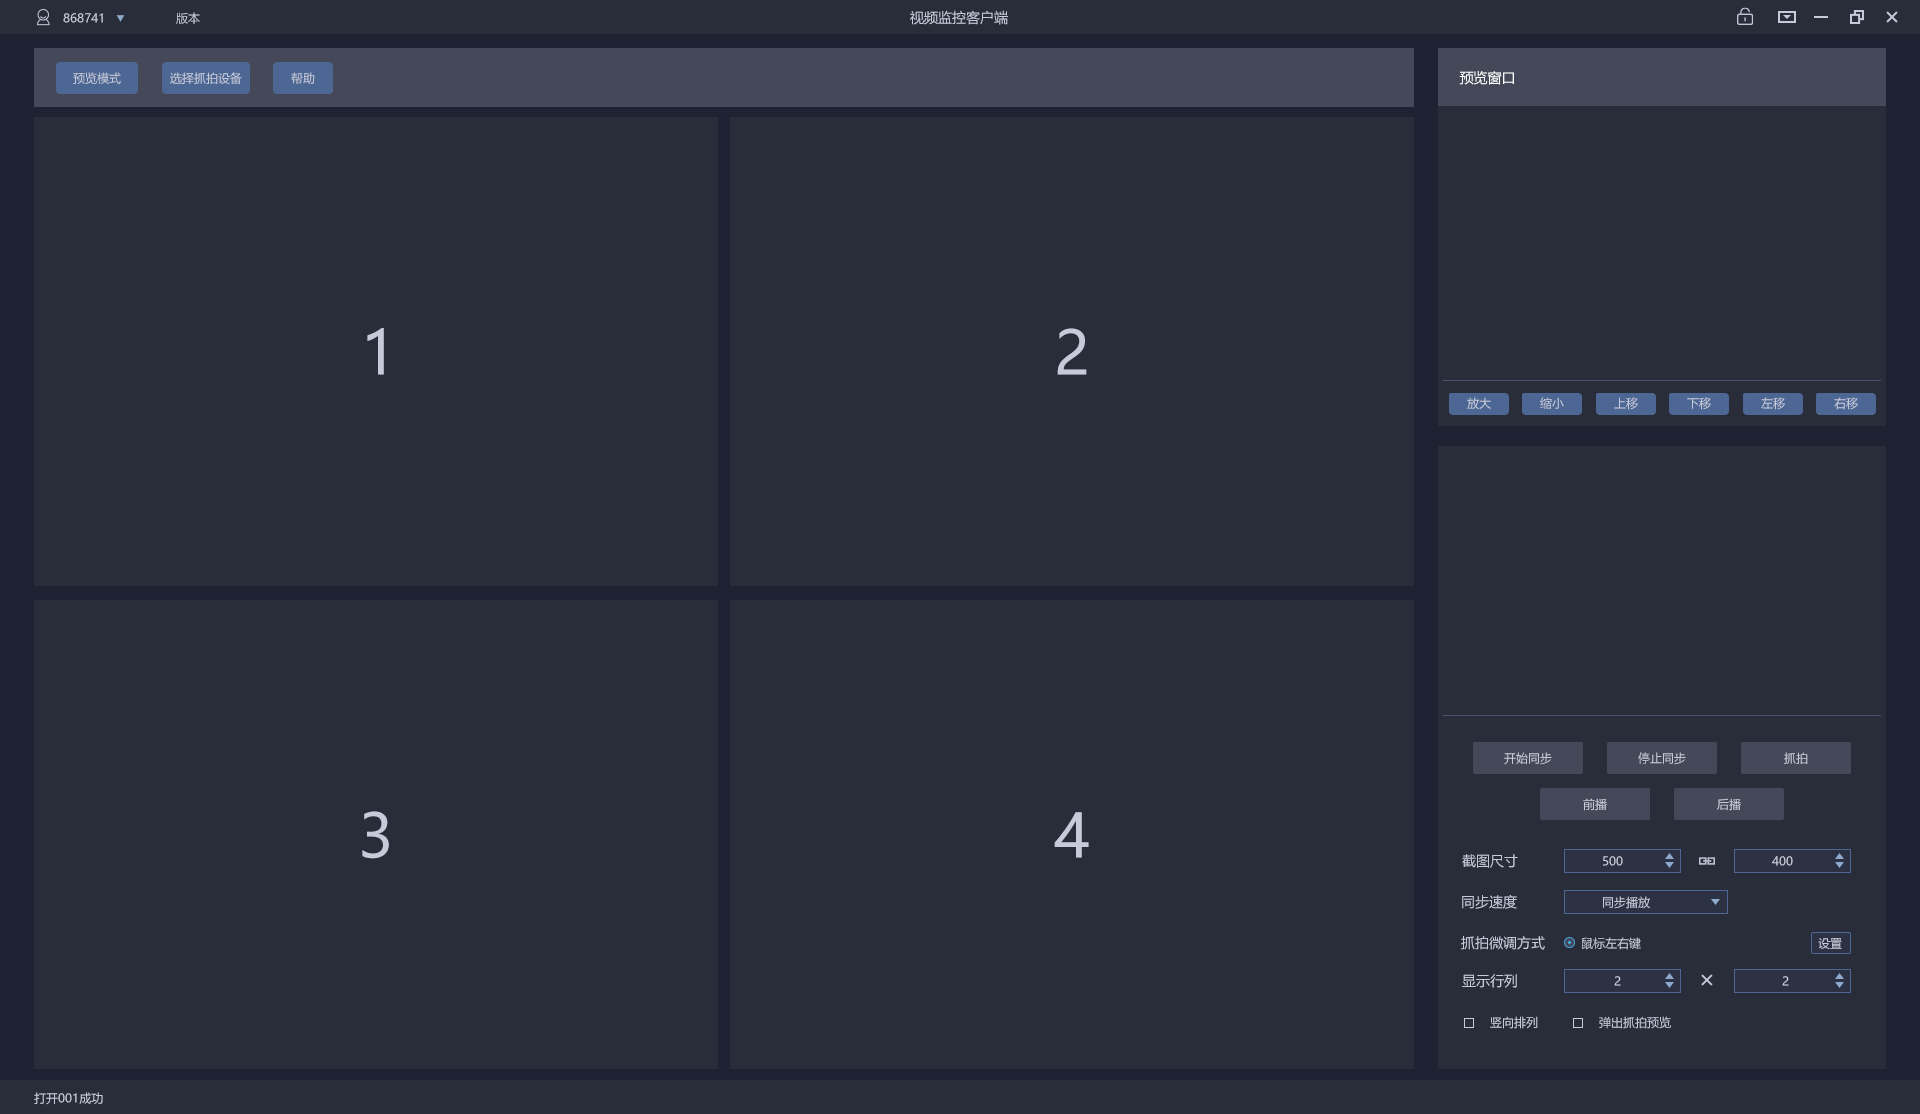 868741 版本 视频监控客户端
预览模式 选择抓拍设备 帮助
预览窗口
1
2
放大 缩小 上移 下移 左移 右移
3
4
开始同步 停止同步 抓拍
前播 后播
截图尺寸 500 400
同步速度 同步播放
抓拍微调方式 鼠标左右键 设置
显示行列 2 2
竖向排列 弹出抓拍预览
打开001成功